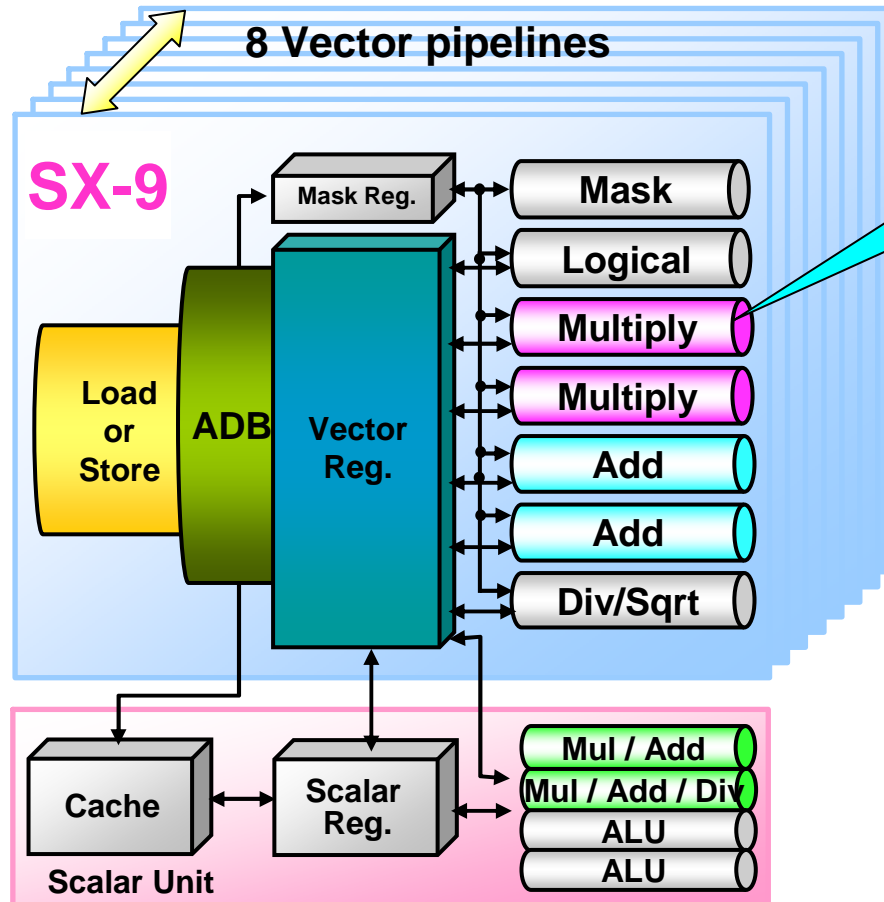 8 Vector pipelines
SX-9
Mask Reg.
Mask
Logical
Multiply
Multiply
Add
Add
Div/Sqrt
Load
or
Store
ADB
Vector
Reg.
Mul / Add
Mul / Add / Div
ALU
ALU
Cache
Scalar
Reg.
Scalar Unit